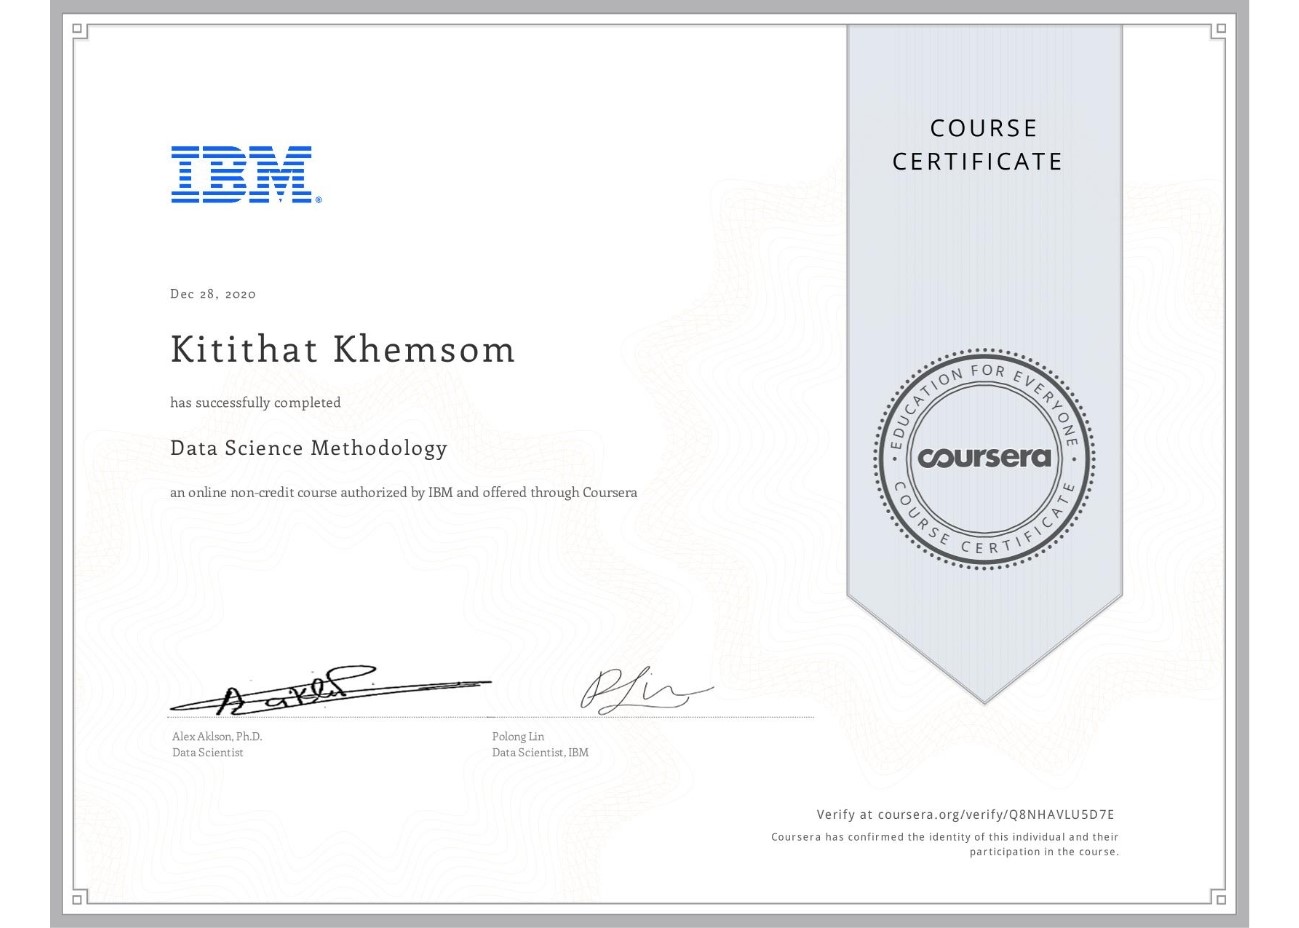 COURSE
CERTIFICATE
IBM®
Dec 28, 2020
Kitithat Khemsom
has successfully completed
Data Science Methodology
an online non-credit course authorized by IBM and offered through Coursera
EDUCATION FOR EVERYONE
coursera
COURSE CERTIFICATE
Alex Aklson, Ph.D.
Data Scientist
Polong Lin
Data Scientist, IBM
Verify at coursera.org/verify/Q8NHAVLU5D7E
Coursera has confirmed the identity of this individual and their
participation in the course.